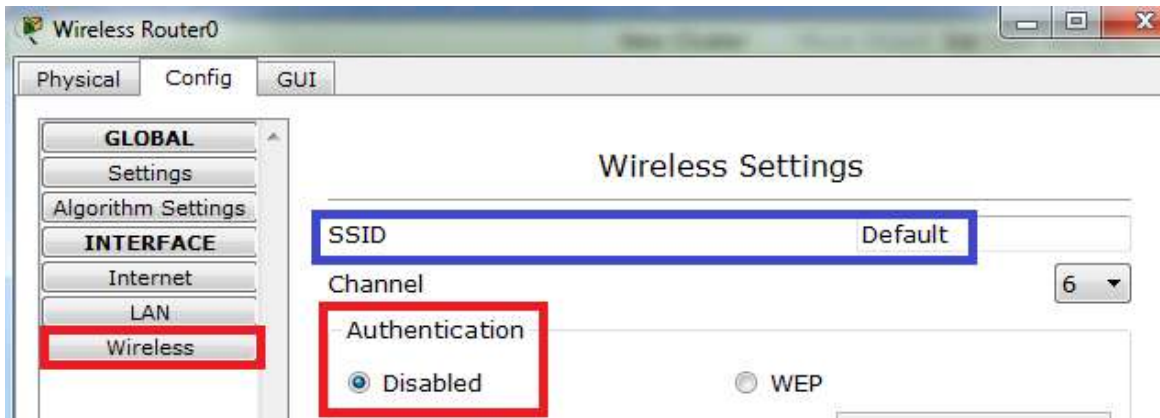 Wireless Router0
Physical Config GUI
GLOBAL
Settings
Algorithm Settings
INTERFACE
Internet
LAN
Wireless
Wireless Settings
SSID Default
Channel 6
Authentication
Disabled WEP